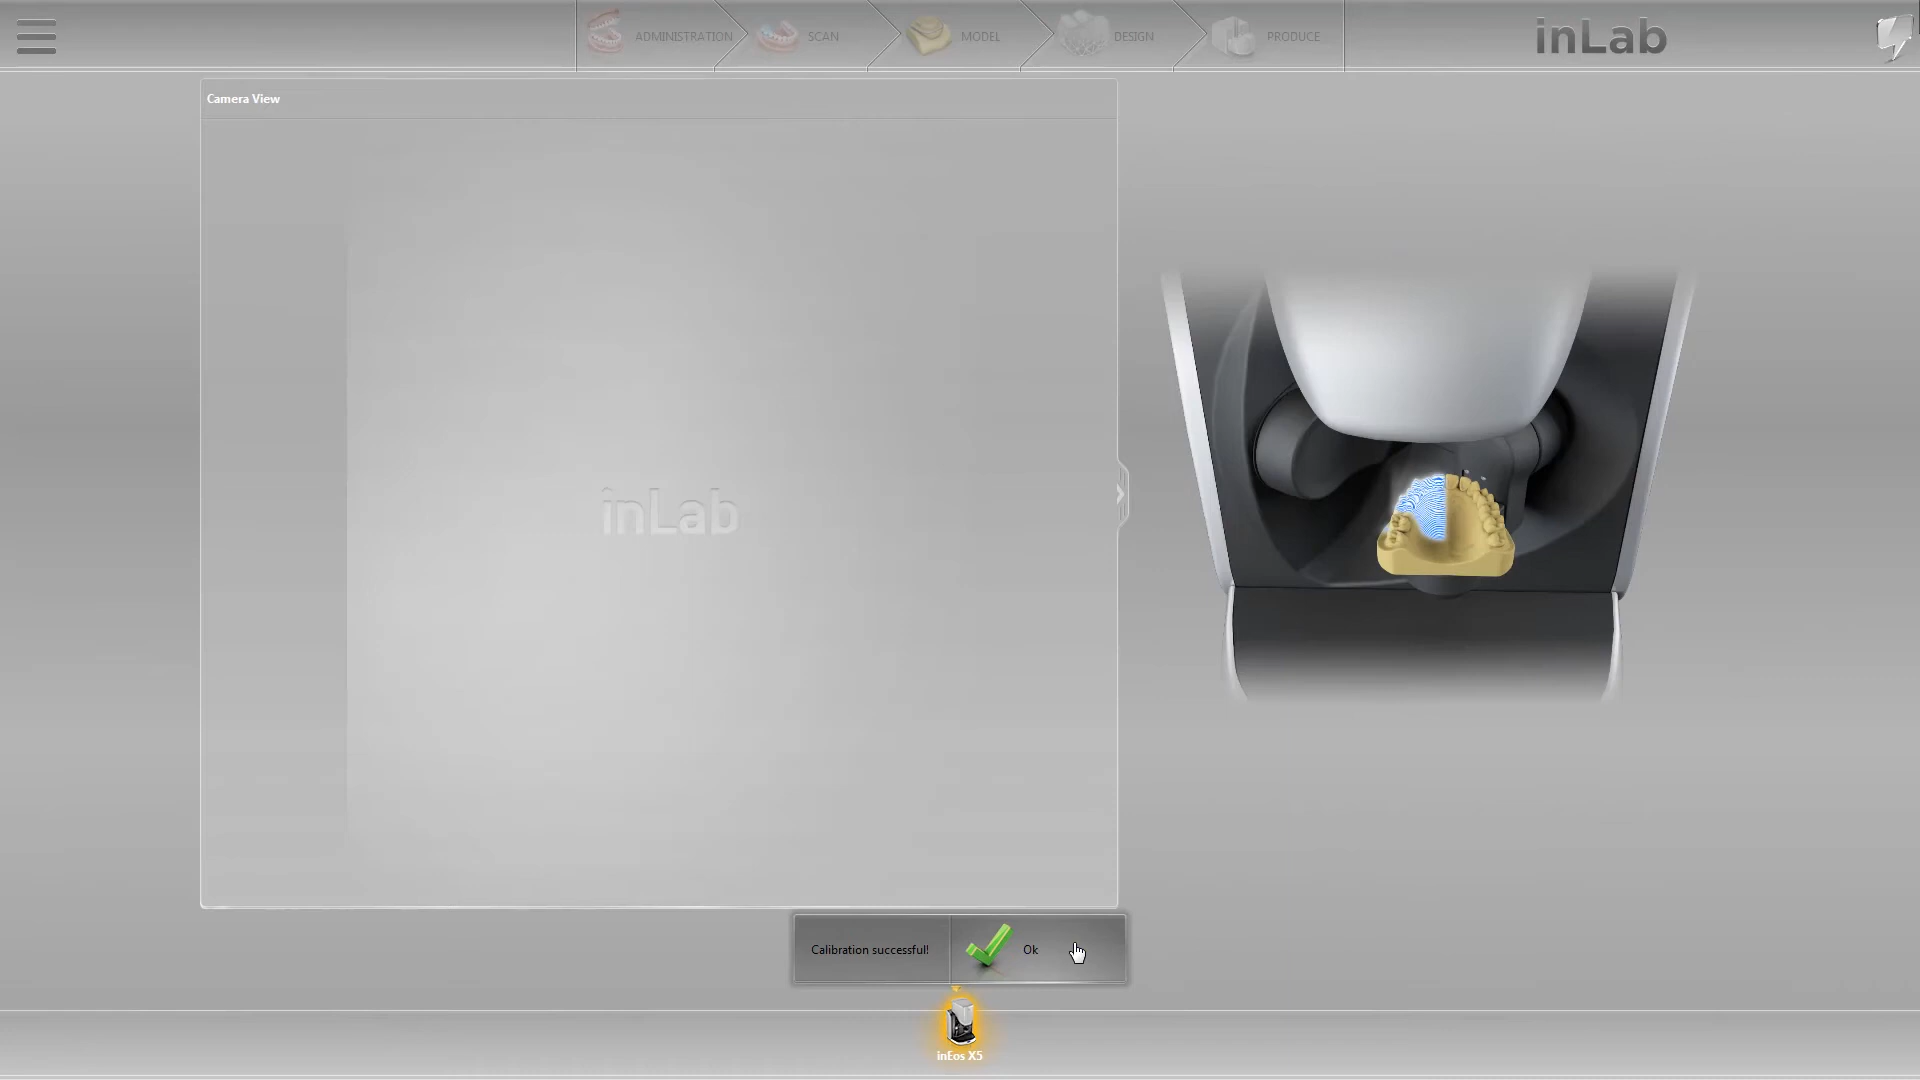 ADMINISTRATION
SCAN
MODEL
DESIGN
PRODUCE
inLab
Camera View
inLab
Calibration successful!
Ok
inEos X5